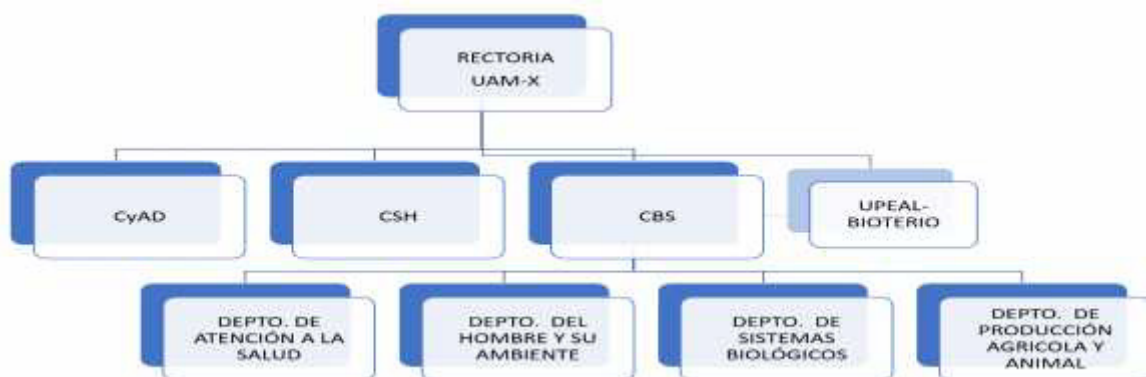 RECTORIA
UAM-X
CyAD
CSH
CBS
UPEAL-
BIOTERIO
DEPTO. DE
ATENCIÓN A LA
SALUD
DEPTO. DEL
HOMBRE Y SU
AMBIENTE
DEPTO. DE
SISTEMAS
BIOLÓGICOS
DEPTO. DE
PRODUCCIÓN
AGRICOLA Y
ANIMAL